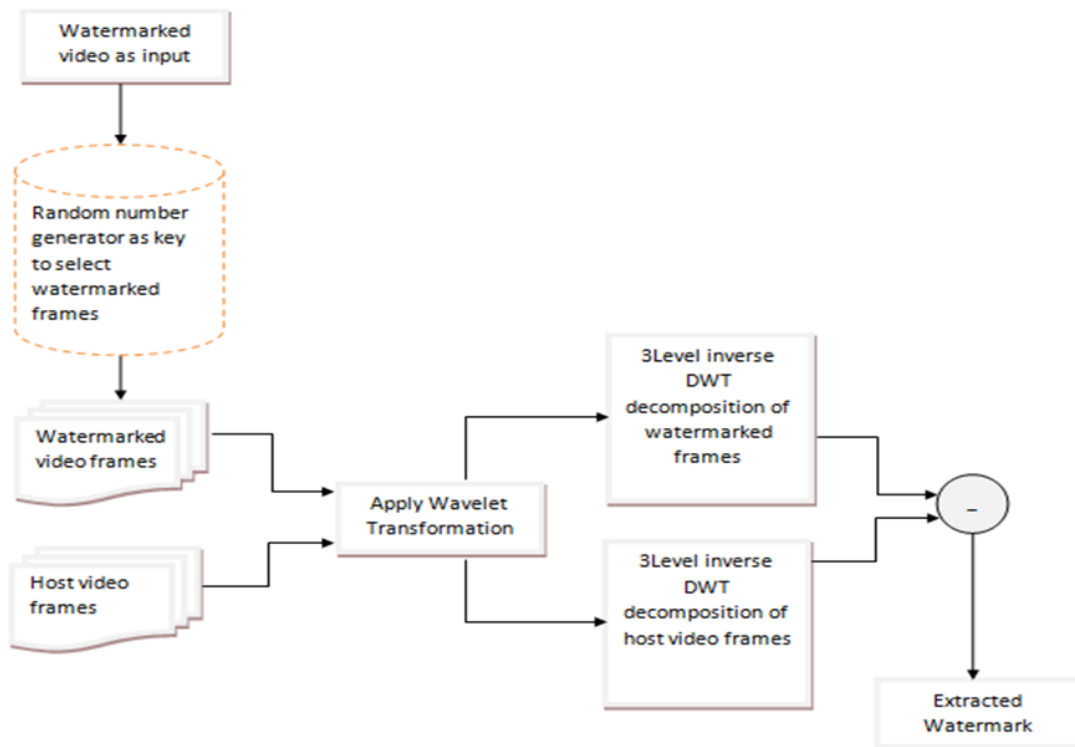 Watermarked
video as input
Random number
generator as key
to select
watermarked
frames
Watermarked
video frames
Host video
frames
Apply Wavelet
Transformation
3Level inverse
DWT
decomposition of
watermarked
frames
3Level inverse
DWT
decomposition of
host video frames
_
Extracted
Watermark